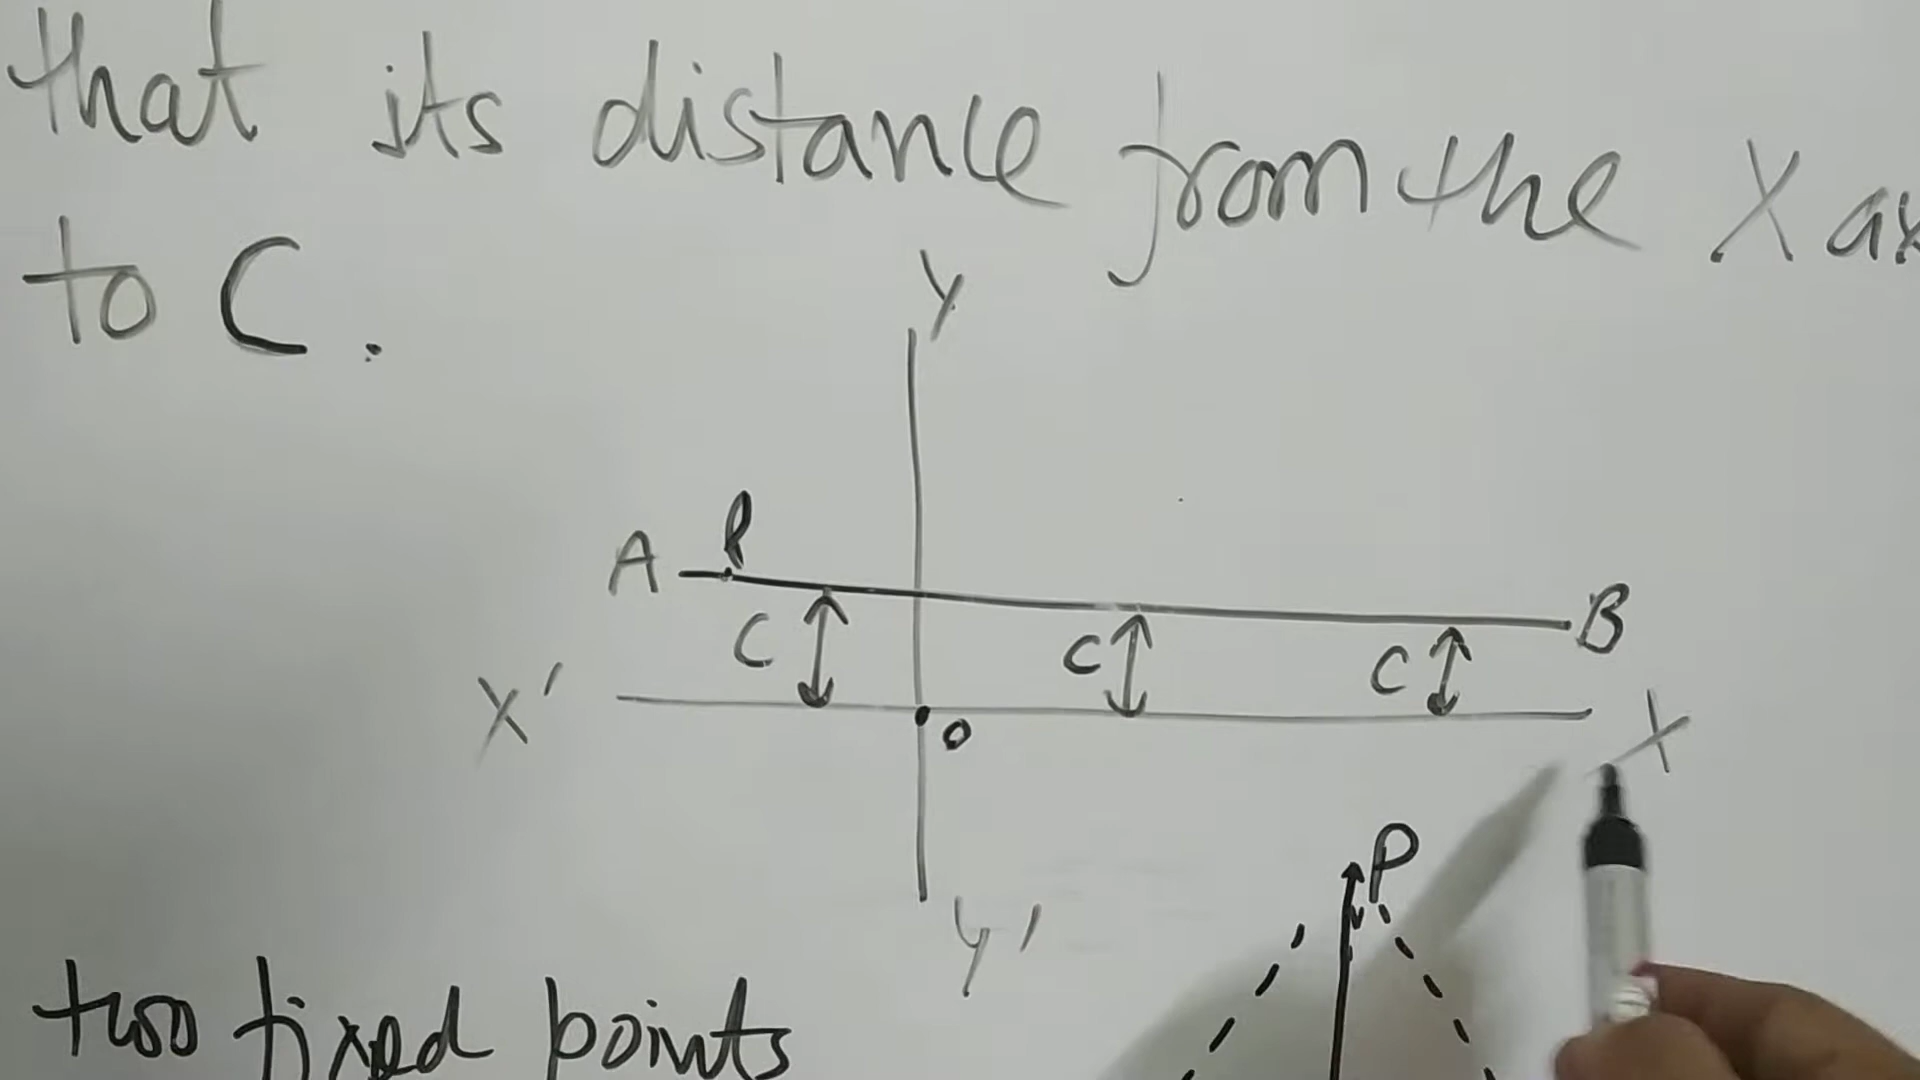 that its distance from the X ax
to C.
Y
P
A
B
C
C
C
X'
X
O
Y'
P
two fixed points